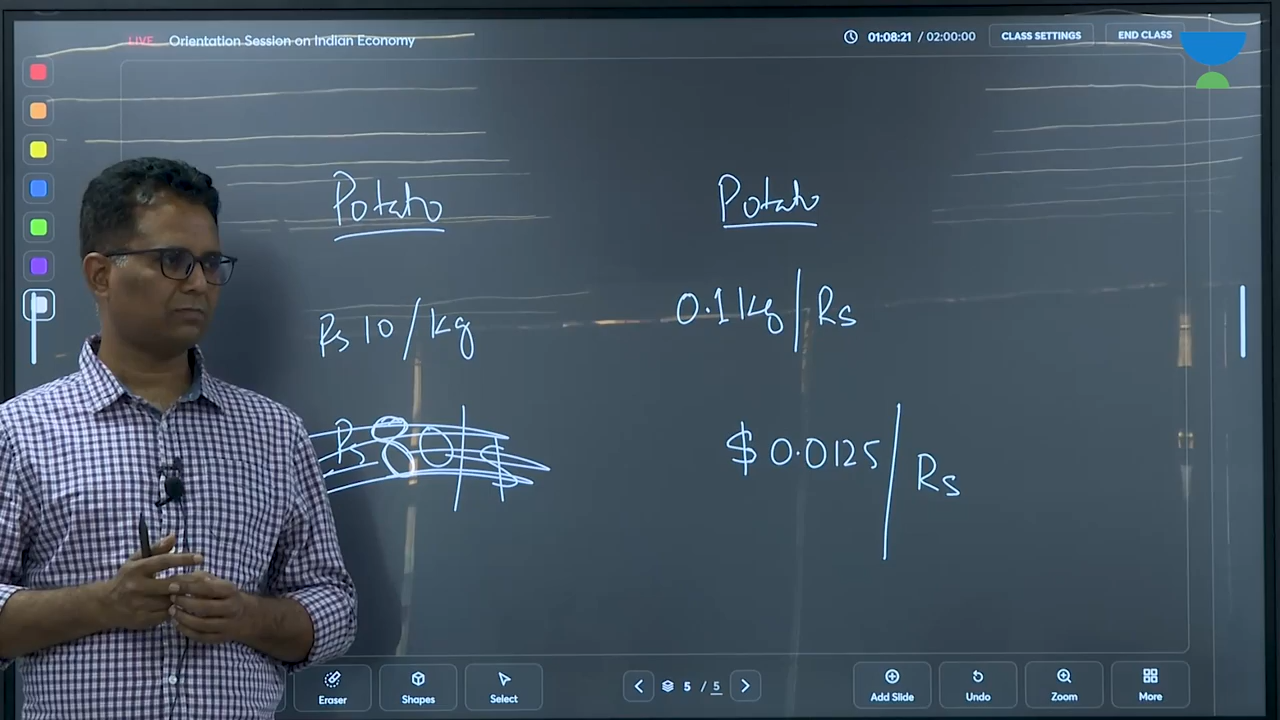 LIVE Orientation Session on Indian Economy
01:08:21 / 02:00:00
CLASS SETTINGS
END CLASS
Potato
Potato
Rs 10/kg
0.1 kg/Rs
Rs 80/$
$ 0.0125/Rs
Eraser
Shapes
Select
5 / 5
Add Slide
Undo
Zoom
More